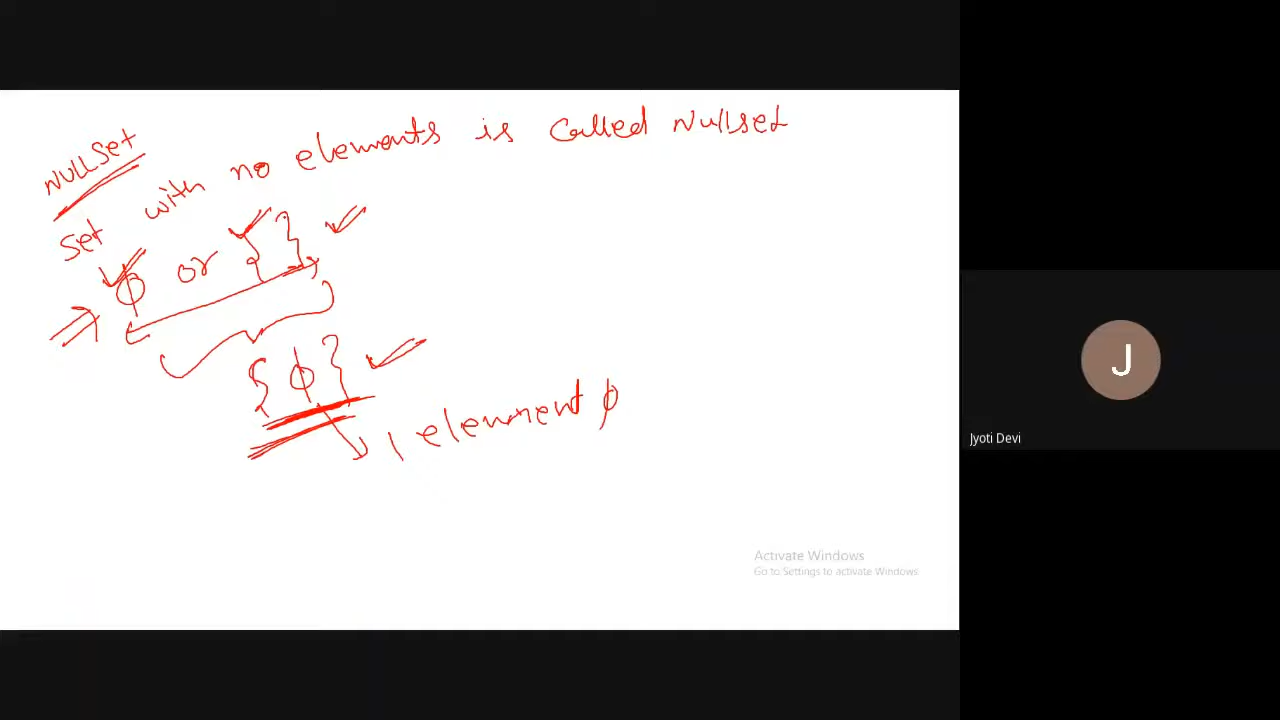 NULLSet
Set with no elements is called Nullset
⇒ ϕ or { }
{ϕ}
1 element ϕ
J
Jyoti Devi
Activate Windows
Go to Settings to activate Windows